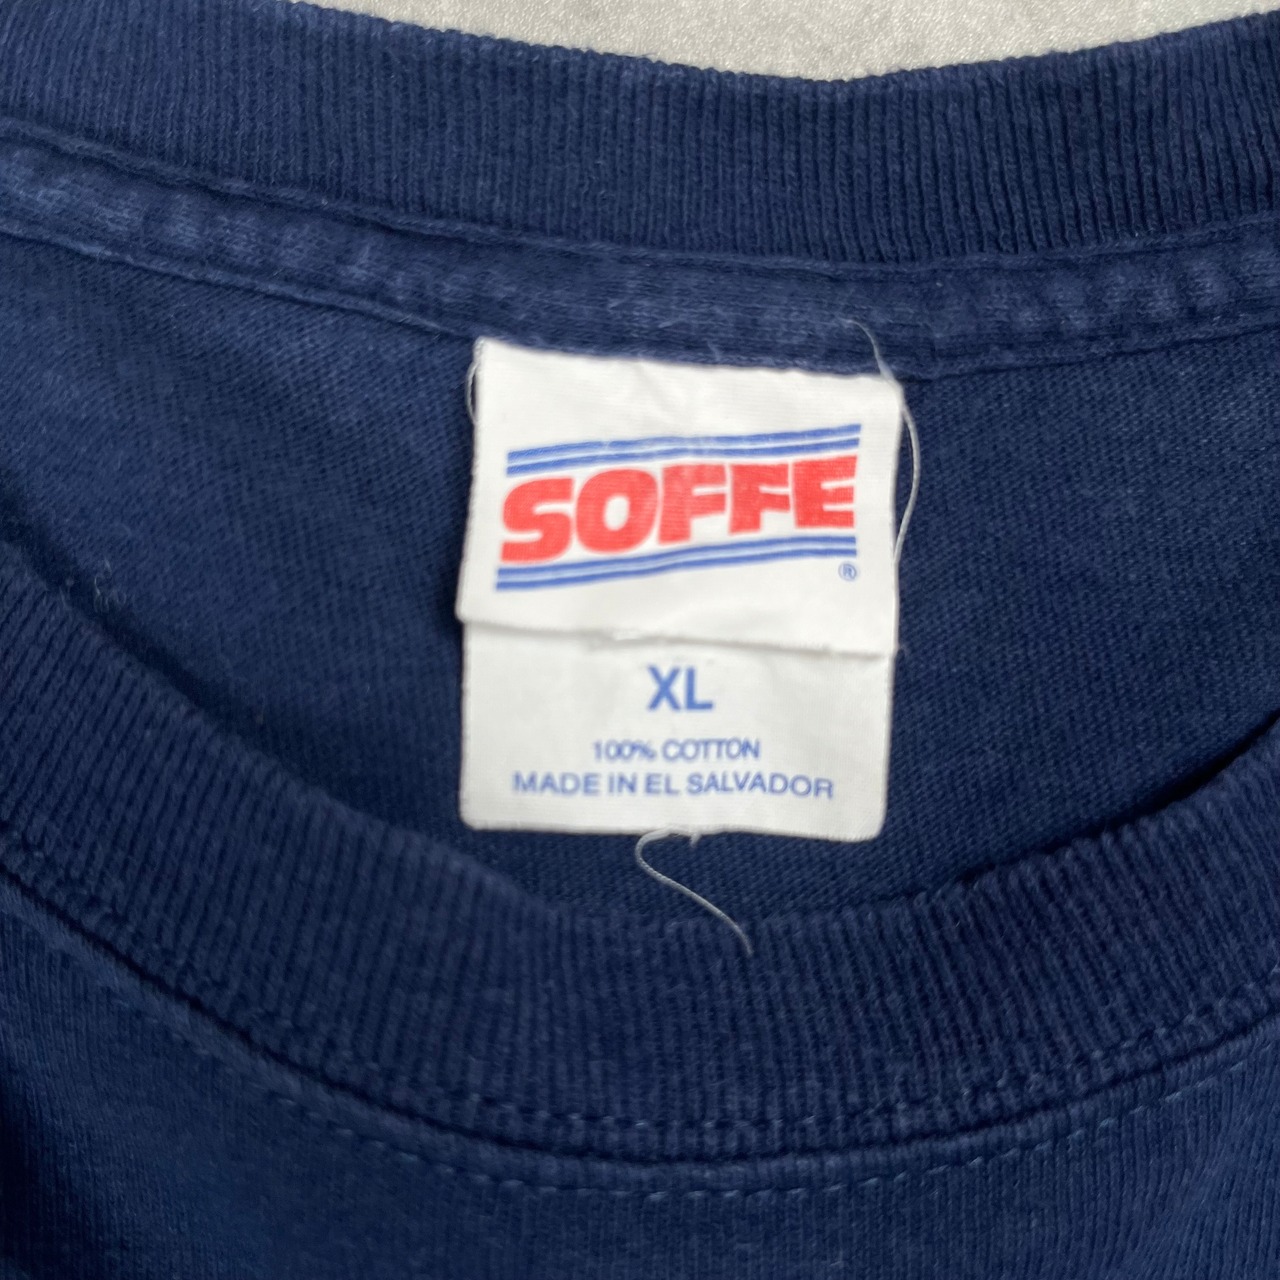 SOFFE
®
XL
100% COTTON
MADE IN EL SALVADOR